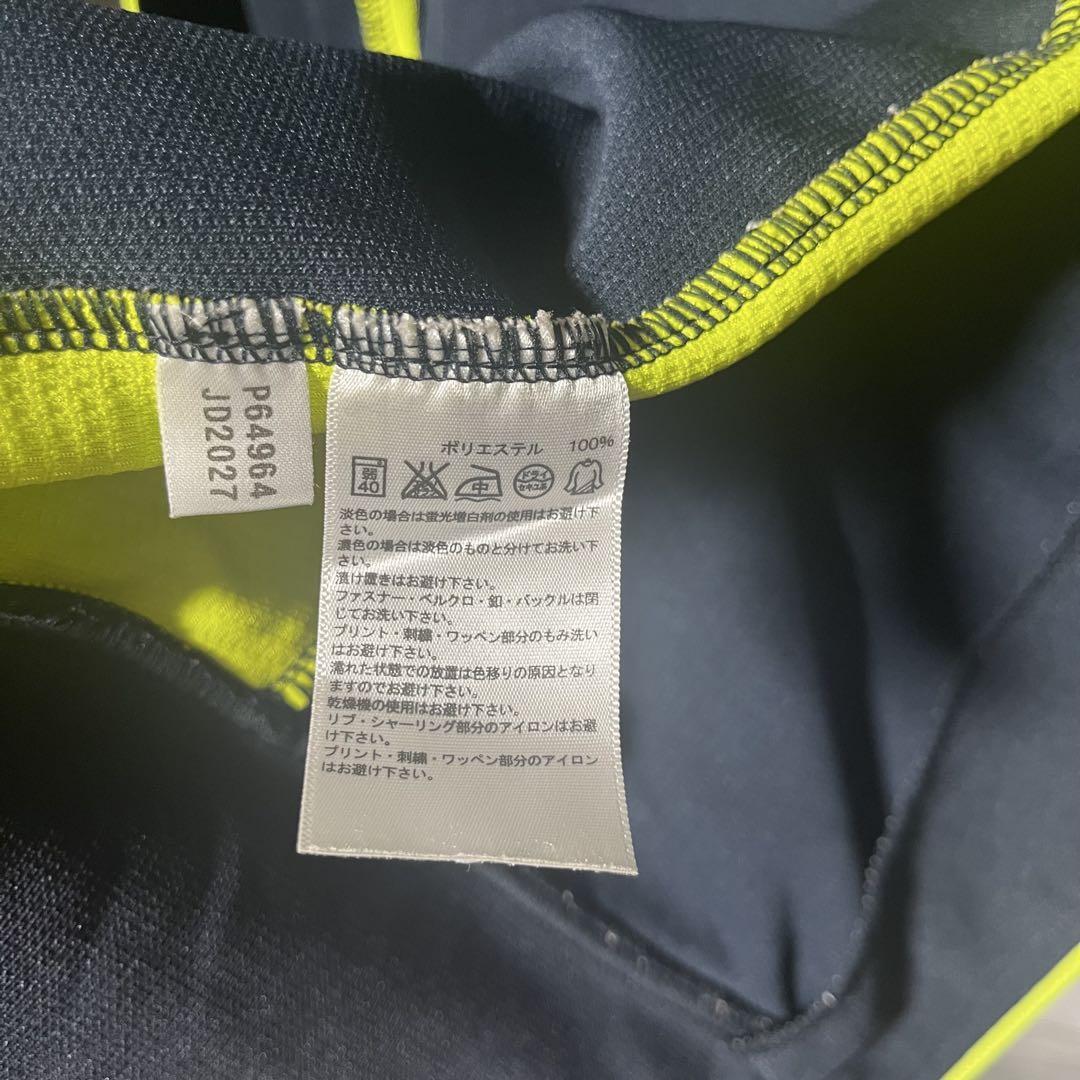 P64964
JD2027
ポリエステル 100%
弱 40 中 ドライ セキユ系
淡色の場合は蛍光増白剤の使用はお避け下
さい。
濃色の場合は淡色のものと分けてお洗い下
さい。
漬け置きはお避け下さい。
ファスナー・ベルクロ・釦・バックルは閉
じてお洗い下さい。
プリント・刺繍・ワッペン部分のもみ洗い
はお避け下さい。
濡れた状態での放置は色移りの原因となり
ますのでお避け下さい。
乾燥機の使用はお避け下さい。
リブ・シャーリング部分のアイロンはお避
け下さい。
プリント・刺繍・ワッペン部分のアイロン
はお避け下さい。